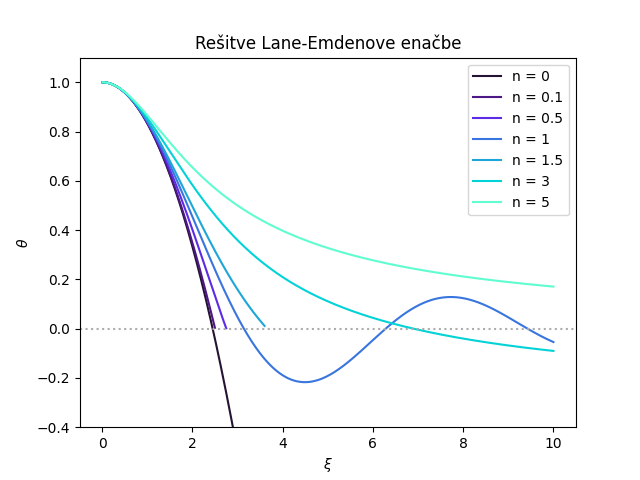 Rešitve Lane-Emdenove enačbe
θ
1.0
0.8
0.6
0.4
0.2
0.0
−0.2
−0.4
n = 0
n = 0.1
n = 0.5
n = 1
n = 1.5
n = 3
n = 5
0
2
4
6
8
10
ξ